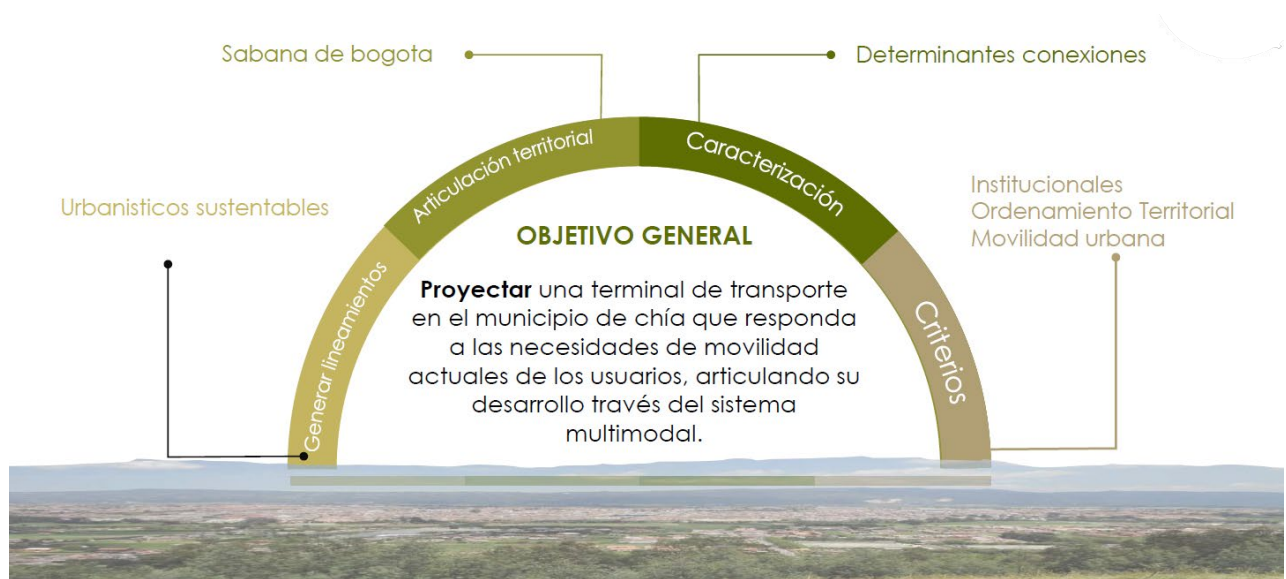 Sabana de bogota
Determinantes conexiones
Articulación territorial
Caracterización
Urbanisticos sustentables
Institucionales
Ordenamiento Territorial
Movilidad urbana
Generar lineamientos
Criterios
OBJETIVO GENERAL
Proyectar una terminal de transporte
en el municipio de chía que responda
a las necesidades de movilidad
actuales de los usuarios, articulando su
desarrollo través del sistema
multimodal.